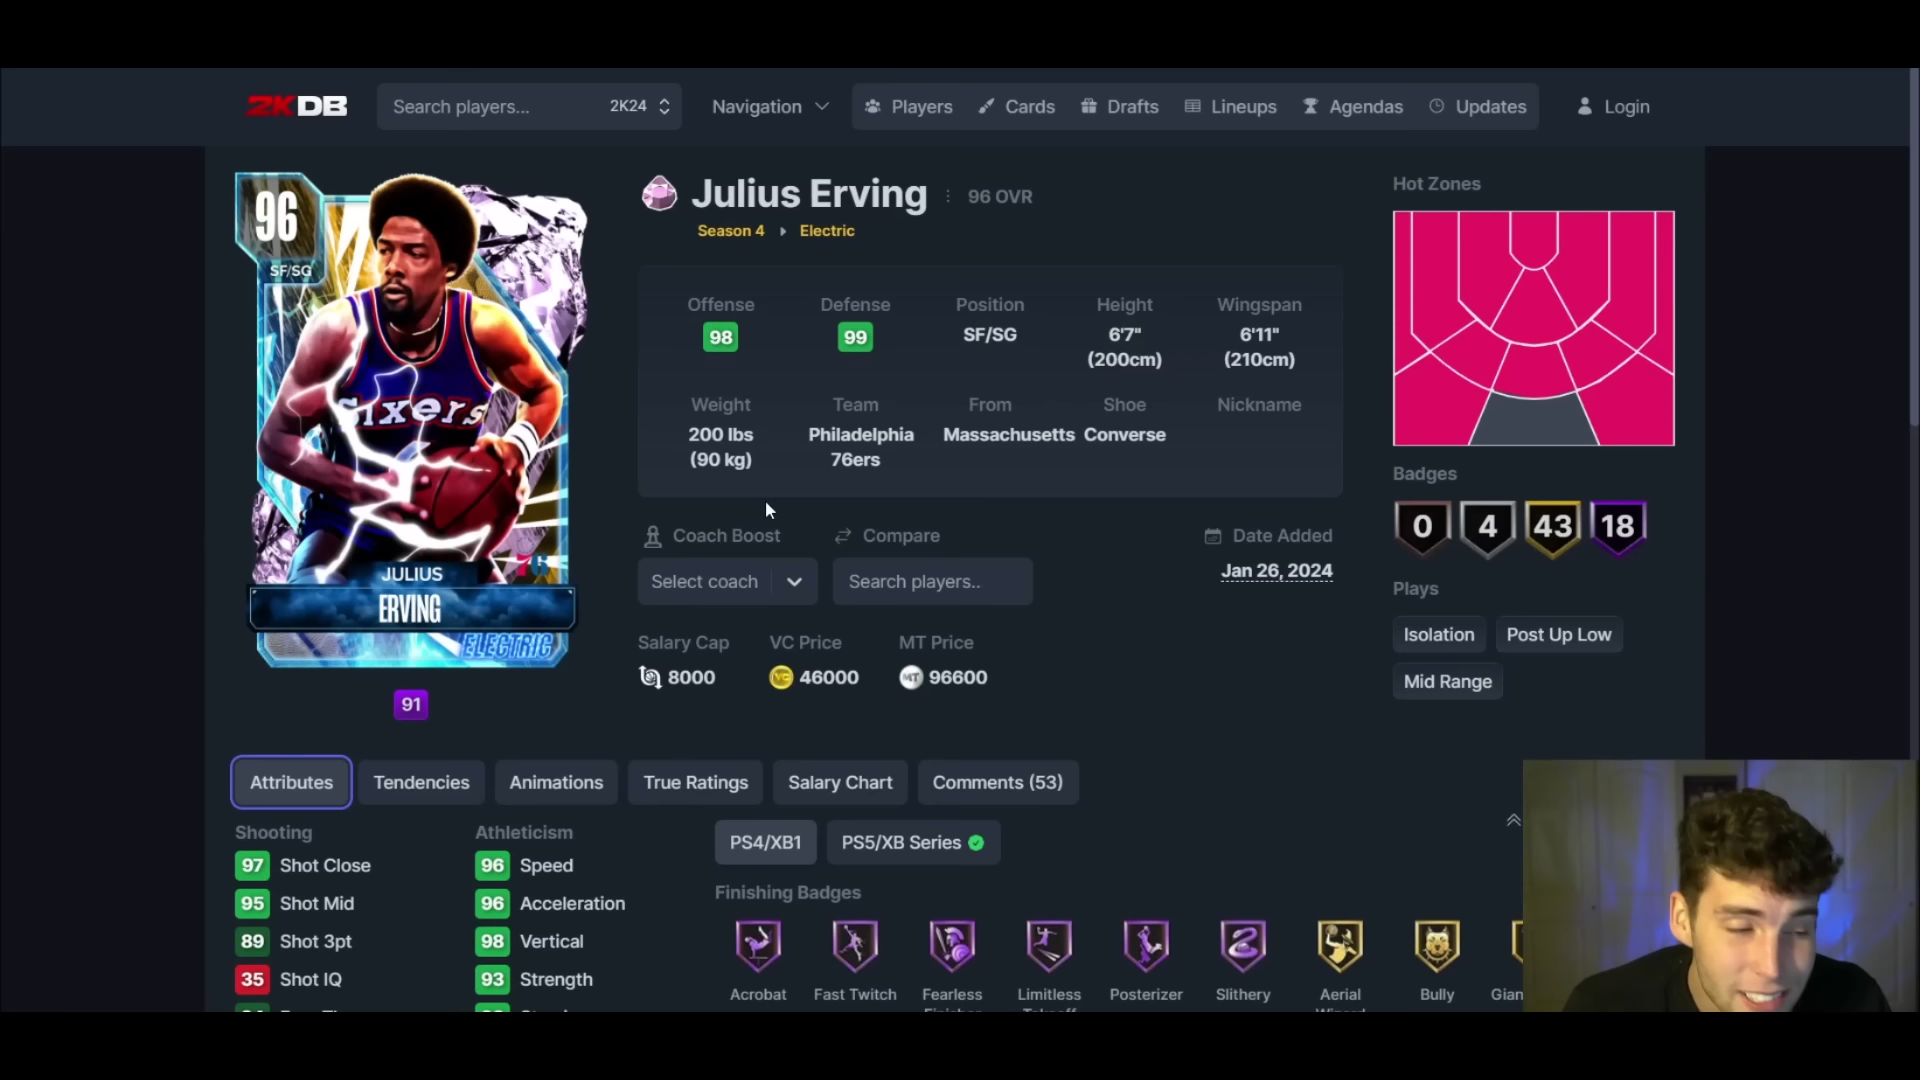 2KDB
Search players...
2K24
Navigation
Players
Cards
Drafts
Lineups
Agendas
Updates
Login
96
SF/SG
Sixers
76
JULIUS
ERVING
ELECTRIC
91
Julius Erving
96 OVR
Season 4
Electric
Offense
Defense
Position
Height
Wingspan
98
99
SF/SG
6'7"
(200cm)
6'11"
(210cm)
Weight
Team
From
Shoe
Nickname
200 lbs
(90 kg)
Philadelphia
76ers
Massachusetts
Converse
Coach Boost
Compare
Date Added
Select coach
Search players..
Jan 26, 2024
Salary Cap
VC Price
MT Price
8000
VC
46000
MT
96600
Hot Zones
Badges
0
4
43
18
Plays
Isolation
Post Up Low
Mid Range
Attributes
Tendencies
Animations
True Ratings
Salary Chart
Comments (53)
Shooting
97 Shot Close
95 Shot Mid
89 Shot 3pt
35 Shot IQ
Athleticism
96 Speed
96 Acceleration
98 Vertical
93 Strength
PS4/XB1
PS5/XB Series
Finishing Badges
Acrobat
Fast Twitch
Fearless
Limitless
Posterizer
Slithery
Aerial
Bully
Gian